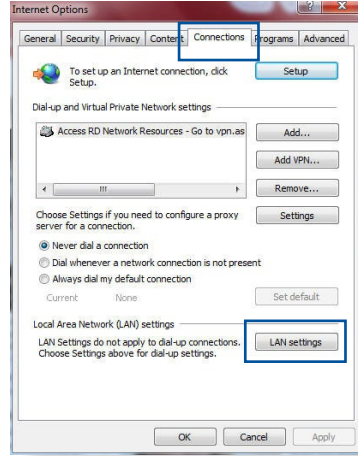 Internet Options
General Security Privacy Content Connections Programs Advanced
To set up an Internet connection, click
Setup.
Setup
Dial-up and Virtual Private Network settings
Access RD Network Resources - Go to vpn.as
Add...
Add VPN...
Remove...
Choose Settings if you need to configure a proxy
server for a connection.
Settings
Never dial a connection
Dial whenever a network connection is not present
Always dial my default connection
Current None
Set default
Local Area Network (LAN) settings
LAN Settings do not apply to dial-up connections.
Choose Settings above for dial-up settings.
LAN settings
OK Cancel Apply